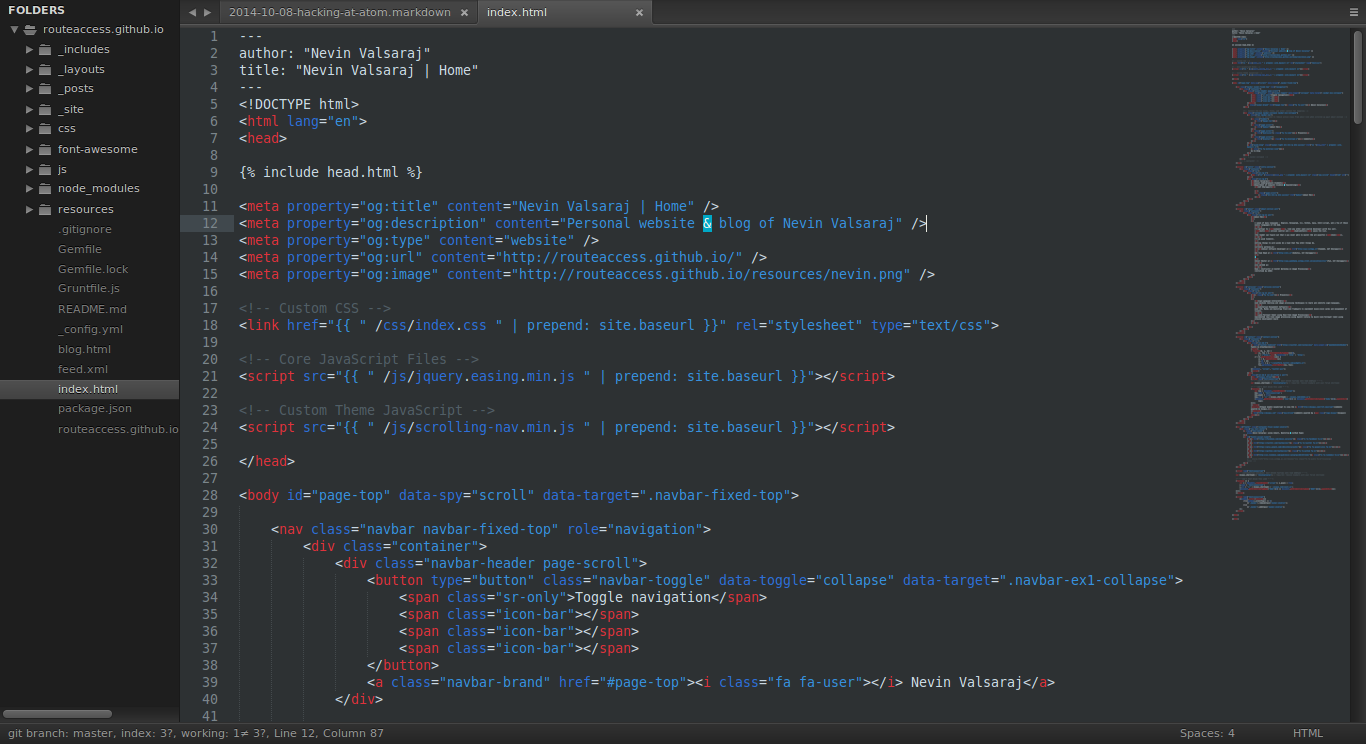 FOLDERS
routeaccess.github.io
_includes
_layouts
_posts
_site
css
font-awesome
js
node_modules
resources
.gitignore
Gemfile
Gemfile.lock
Gruntfile.js
README.md
_config.yml
blog.html
feed.xml
index.html
package.json
routeaccess.github.io
2014-10-08-hacking-at-atom.markdown × index.html ×
1 ---
2 author: "Nevin Valsaraj"
3 title: "Nevin Valsaraj | Home"
4 ---
5 <!DOCTYPE html>
6 <html lang="en">
7 <head>
8
9 {% include head.html %}
10
11 <meta property="og:title" content="Nevin Valsaraj | Home" />
12 <meta property="og:description" content="Personal website & blog of Nevin Valsaraj" />
13 <meta property="og:type" content="website" />
14 <meta property="og:url" content="http://routeaccess.github.io/" />
15 <meta property="og:image" content="http://routeaccess.github.io/resources/nevin.png" />
16
17 <!-- Custom CSS -->
18 <link href="{{ " /css/index.css " | prepend: site.baseurl }}" rel="stylesheet" type="text/css">
19
20 <!-- Core JavaScript Files -->
21 <script src="{{ " /js/jquery.easing.min.js " | prepend: site.baseurl }}"></script>
22
23 <!-- Custom Theme JavaScript -->
24 <script src="{{ " /js/scrolling-nav.min.js " | prepend: site.baseurl }}"></script>
25
26 </head>
27
28 <body id="page-top" data-spy="scroll" data-target=".navbar-fixed-top">
29
30 <nav class="navbar navbar-fixed-top" role="navigation">
31 <div class="container">
32 <div class="navbar-header page-scroll">
33 <button type="button" class="navbar-toggle" data-toggle="collapse" data-target=".navbar-ex1-collapse">
34 <span class="sr-only">Toggle navigation</span>
35 <span class="icon-bar"></span>
36 <span class="icon-bar"></span>
37 <span class="icon-bar"></span>
38 </button>
39 <a class="navbar-brand" href="#page-top"><i class="fa fa-user"></i> Nevin Valsaraj</a>
40 </div>
41
git branch: master, index: 3?, working: 1≠ 3?, Line 12, Column 87 Spaces: 4 HTML